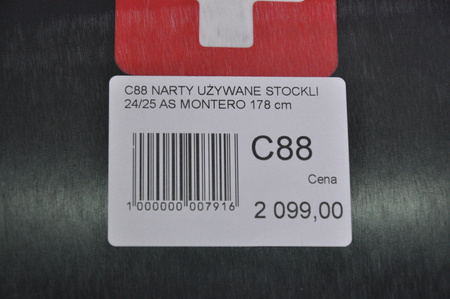 C88 NARTY UŻYWANE STOCKLI
24/25 AS MONTERO 178 cm
C88
Cena
1 000000 007916
2 099,00